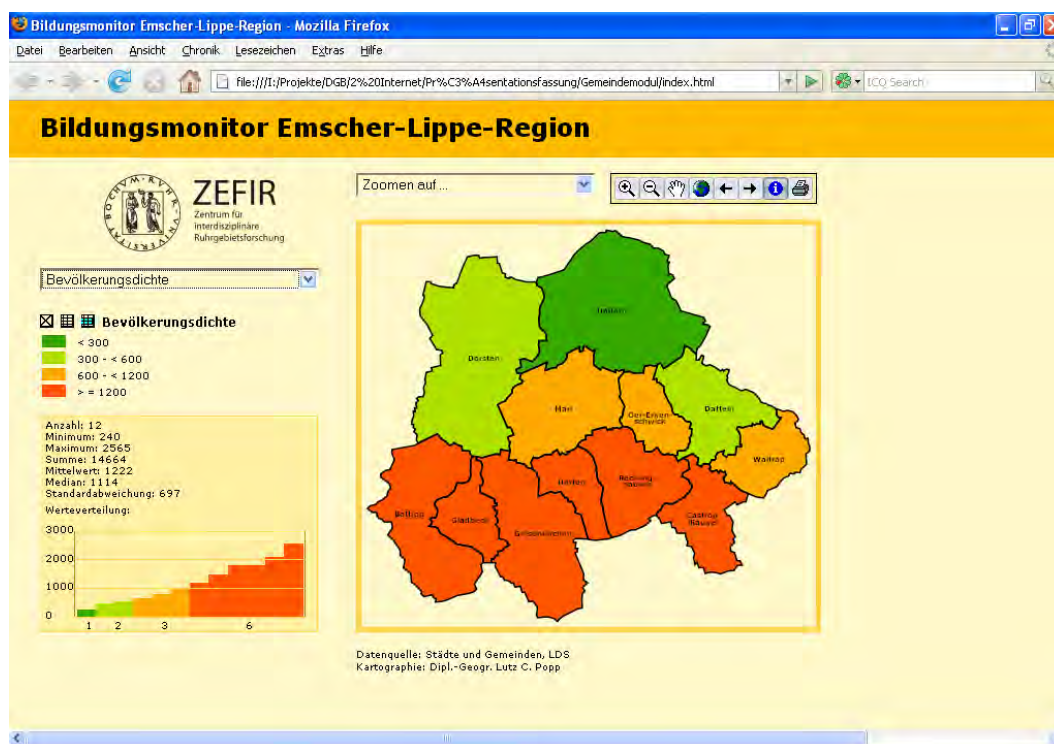 Bildungsmonitor Emscher-Lippe-Region - Mozilla Firefox
Datei Bearbeiten Ansicht Chronik Lesezeichen Extras Hilfe
file:///I:/Projekte/DGB/2%20Internet/Pr%C3%A4sentationsfassung/Gemeindemodul/index.html
ICQ Search
Bildungsmonitor Emscher-Lippe-Region
ZEFIR
Zentrum für
Interdisziplinäre
Ruhrgebietsforschung
Zoomen auf ...
Bevölkerungsdichte
Bevölkerungsdichte
< 300
300 - < 600
600 - < 1200
> = 1200
Anzahl: 12
Minimum: 240
Maximum: 2565
Summe: 14664
Mittelwert: 1222
Median: 1114
Standardabweichung: 697
Werteverteilung:
3000
2000
1000
0
1 2 3 6
Haltern
Dorsten
Marl
Oer-Erken-
schwick
Datteln
Waltrop
Bottrop
Gladbeck
Gelsenkirchen
Herten
Castrop
Rauxel
Datenquelle: Städte und Gemeinden, LDS
Kartographie: Dipl.-Geogr. Lutz C. Popp